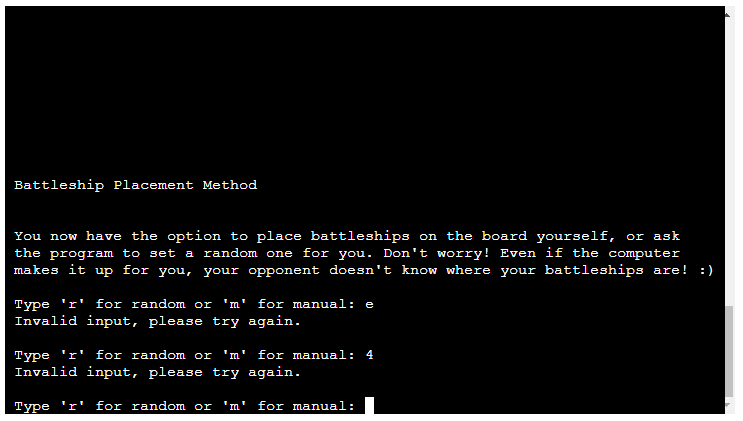 Battleship Placement Method
You now have the option to place battleships on the board yourself, or ask
the program to set a random one for you. Don't worry! Even if the computer
makes it up for you, your opponent doesn't know where your battleships are! :)
Type 'r' for random or 'm' for manual: e
Invalid input, please try again.
Type 'r' for random or 'm' for manual: 4
Invalid input, please try again.
Type 'r' for random or 'm' for manual: